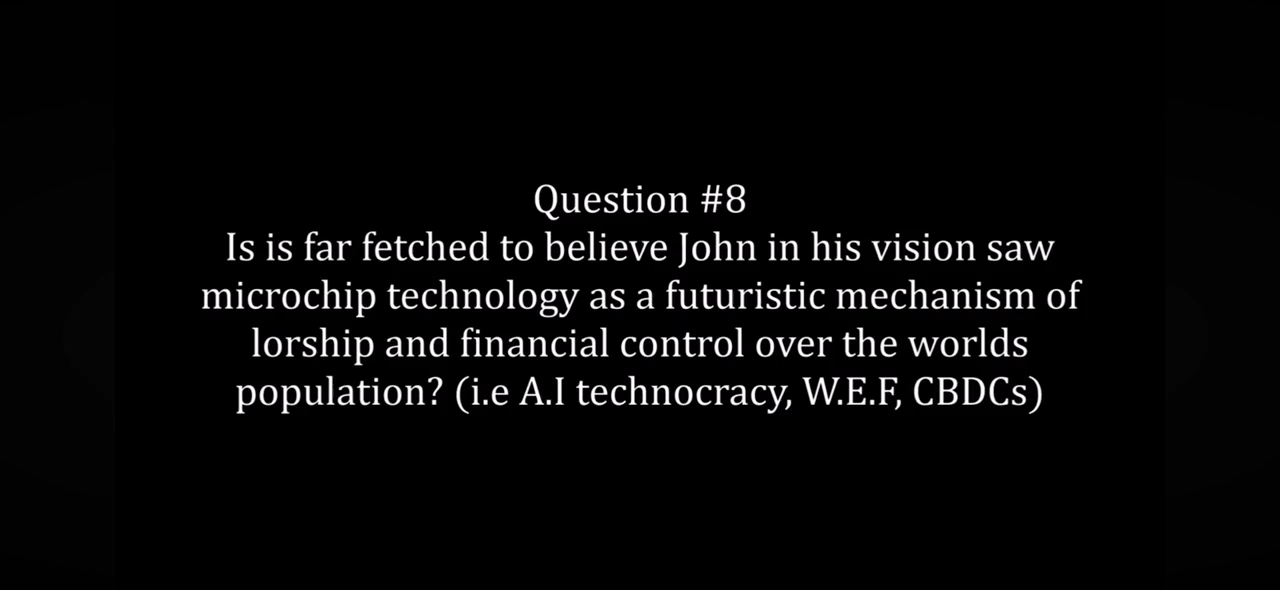 Question #8
Is is far fetched to believe John in his vision saw
microchip technology as a futuristic mechanism of
lorship and financial control over the worlds
population? (i.e A.I technocracy, W.E.F, CBDCs)